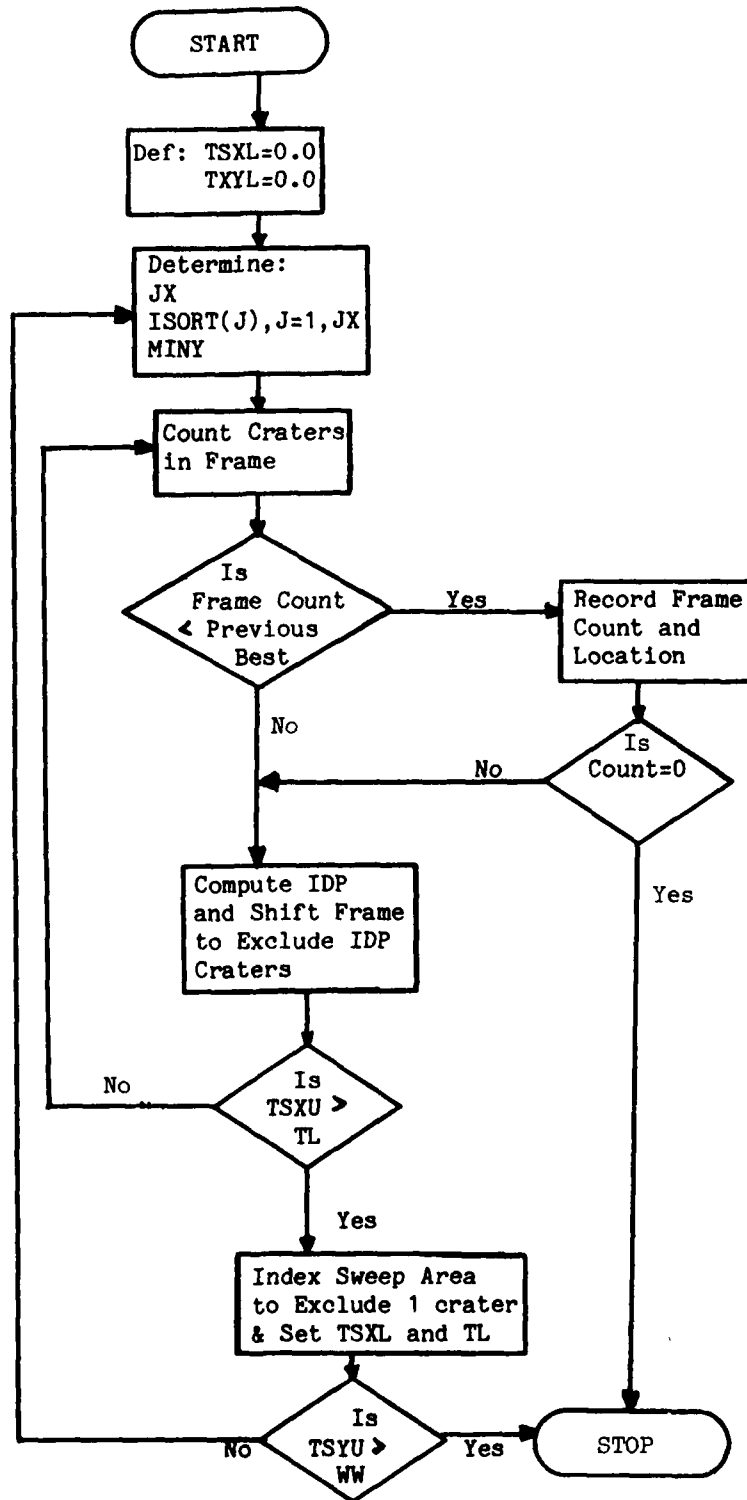 START
Def: TSXL=0.0
TXYL=0.0
Determine:
JX
ISORT(J),J=1,JX
MINY
Count Craters
in Frame
Is
Frame Count
< Previous
Best
Yes
Record Frame
Count and
Location
No
Is
Count=0
No
Yes
Compute IDP
and Shift Frame
to Exclude IDP
Craters
Is
TSXU >
TL
No
Yes
Index Sweep Area
to Exclude 1 crater
& Set TSXL and TL
Is
TSYU >
WW
No
Yes
STOP